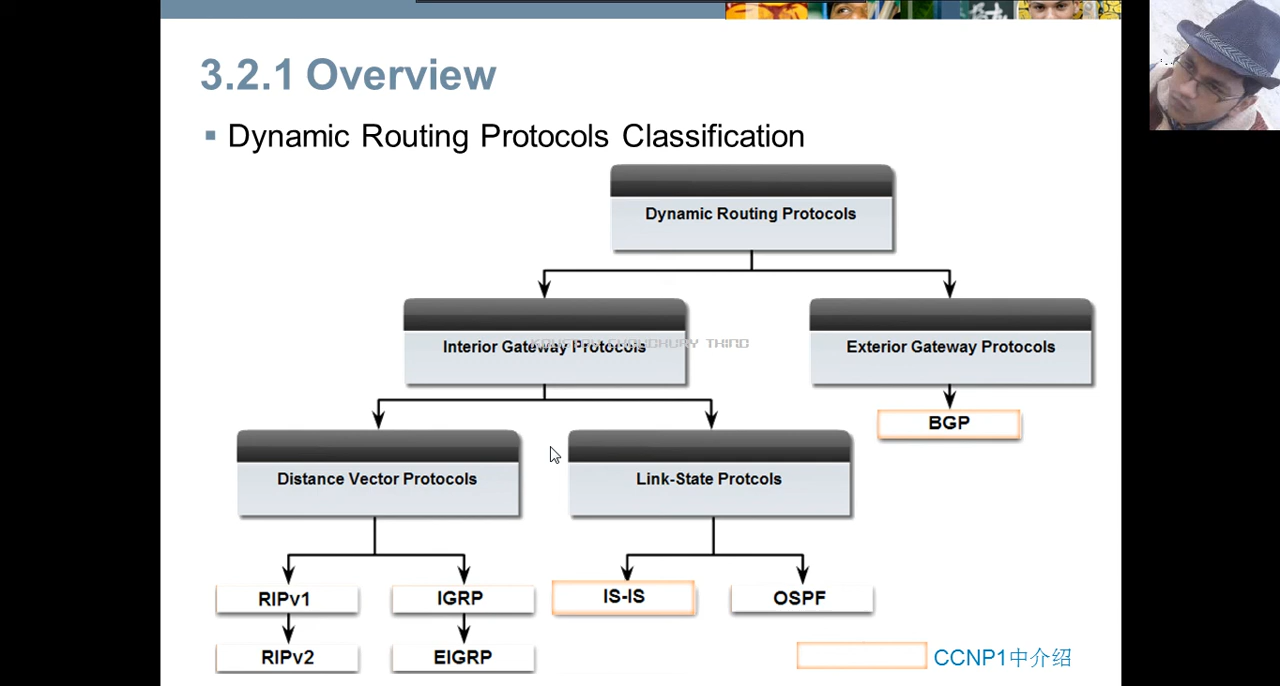 3.2.1 Overview
Dynamic Routing Protocols Classification
Dynamic Routing Protocols
Interior Gateway Protocols
Exterior Gateway Protocols
BGP
Distance Vector Protocols
Link-State Protcols
RIPv1
IGRP
IS-IS
OSPF
RIPv2
EIGRP
CCNP1中介绍